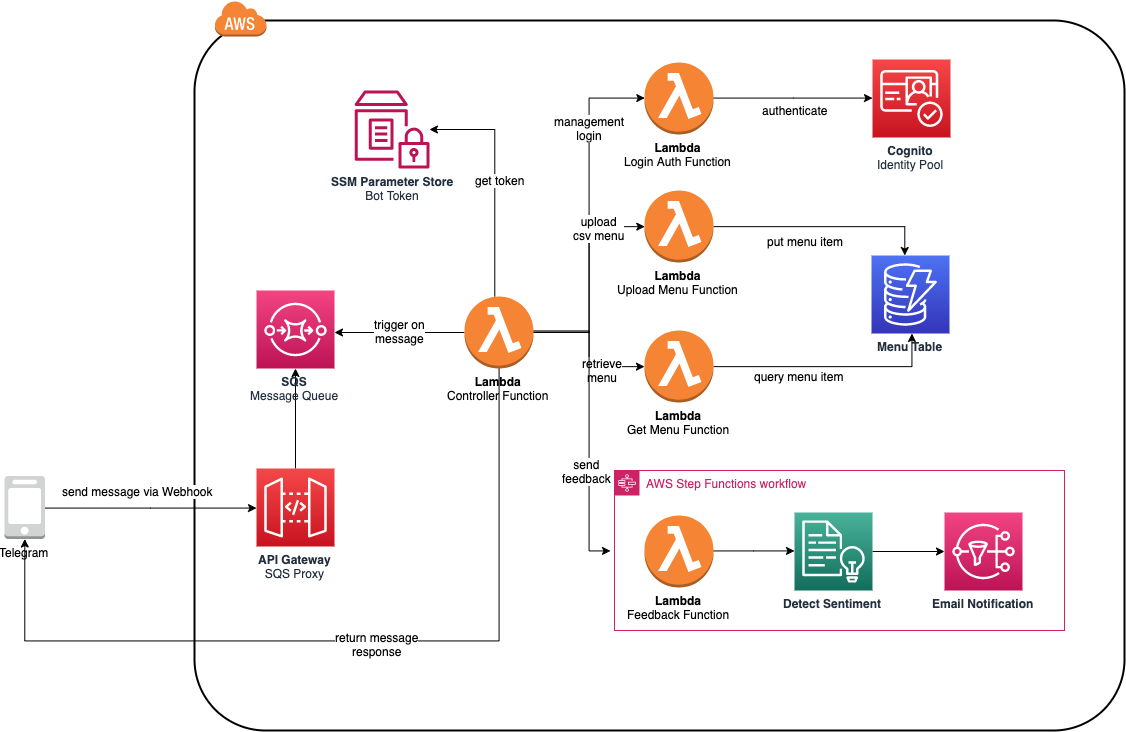 AWS
Lambda
Login Auth Function
management
login
authenticate
Cognito
Identity Pool
SSM Parameter Store
Bot Token
get token
upload
csv menu
Lambda
Upload Menu Function
put menu item
Menu Table
SQS
Message Queue
trigger on
message
Lambda
Controller Function
retrieve
menu
Lambda
Get Menu Function
query menu item
send
feedback
AWS Step Functions workflow
Lambda
Feedback Function
Detect Sentiment
Email Notification
send message via Webhook
Telegram
API Gateway
SQS Proxy
return message
response